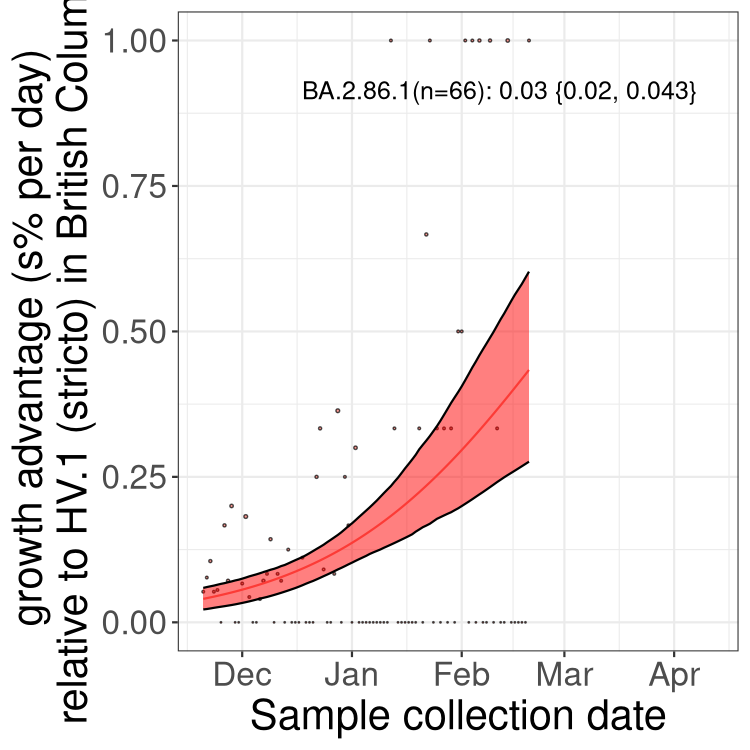 growth advantage (s% per day)
relative to HV.1 (stricto) in British Colum
1.00
0.75
0.50
0.25
0.00
BA.2.86.1(n=66): 0.03 {0.02, 0.043}
Dec Jan Feb Mar Apr
Sample collection date